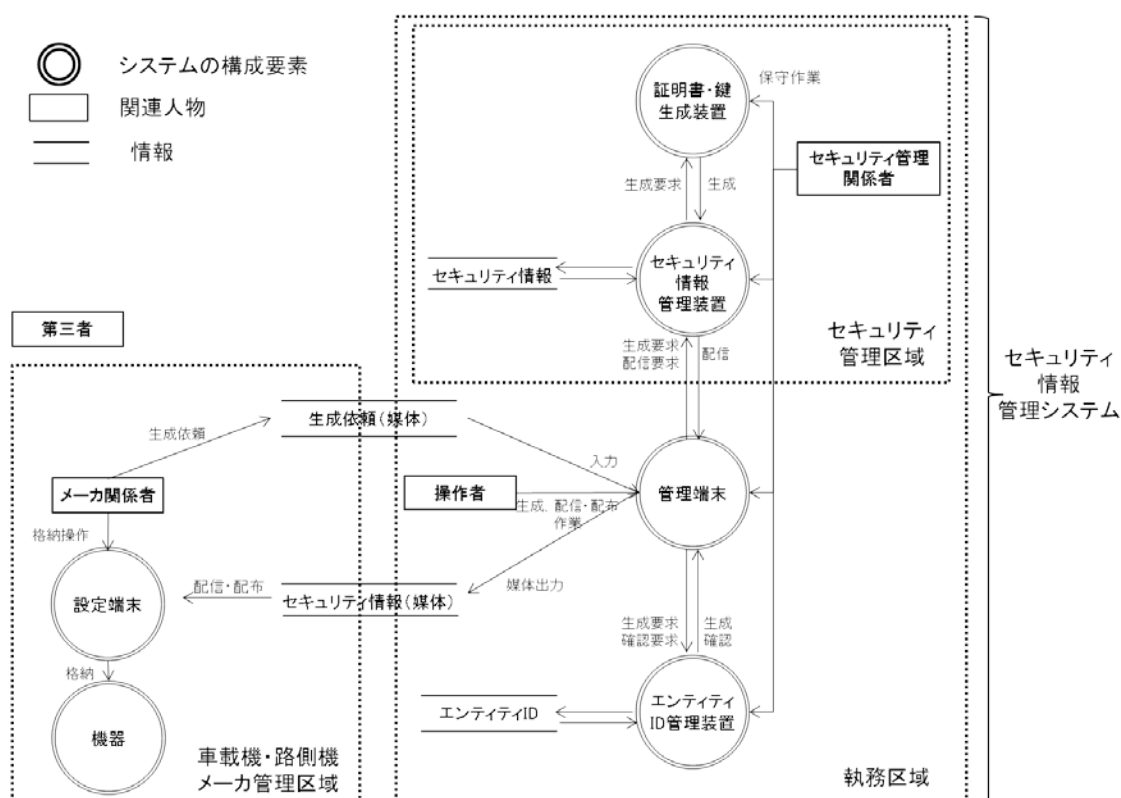 システムの構成要素
関連人物
情報
証明書・鍵
生成装置
保守作業
セキュリティ管理
関係者
生成要求
生成
セキュリティ情報
セキュリティ
情報
管理装置
第三者
生成要求
配信要求
配信
セキュリティ
管理区域
セキュリティ
情報
管理システム
生成依頼(媒体)
生成依頼
入力
メーカ関係者
操作者
管理端末
生成、配信・配布
作業
格納操作
設定端末
配信・配布
セキュリティ情報(媒体)
媒体出力
生成要求
確認要求
生成
確認
格納
機器
エンティティID
エンティティ
ID管理装置
車載機・路側機
メーカ管理区域
執務区域